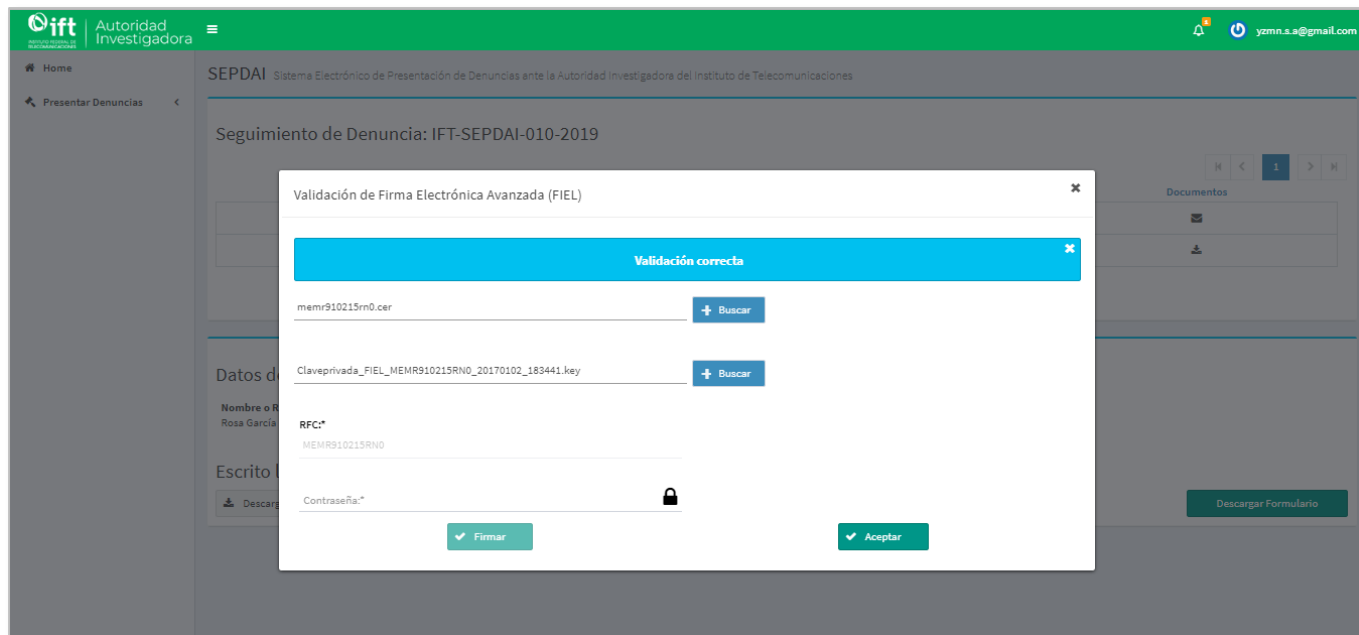 ift
INSTITUTO FEDERAL DE
TELECOMUNICACIONES
Autoridad
Investigadora
yzmn.s.a@gmail.com
Home
Presentar Denuncias
SEPDAI Sistema Electrónico de Presentación de Denuncias ante la Autoridad Investigadora del Instituto de Telecomunicaciones
Seguimiento de Denuncia: IFT-SEPDAI-010-2019
1
Documentos
Validación de Firma Electrónica Avanzada (FIEL)
Validación correcta
memr910215rn0.cer
Buscar
Claveprivada_FIEL_MEMR910215RN0_20170102_183441.key
Buscar
Datos d
Nombre o R
Rosa García
RFC:*
MEMR910215RN0
Escrito l
Contraseña:*
Descarg
Descargar Formulario
Firmar
Aceptar